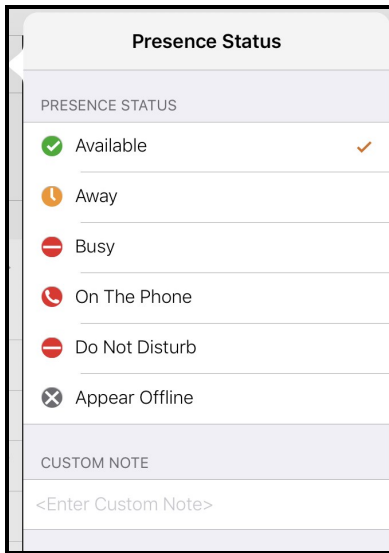 Presence Status
PRESENCE STATUS
Available
Away
Busy
On The Phone
Do Not Disturb
Appear Offline
CUSTOM NOTE
<Enter Custom Note>